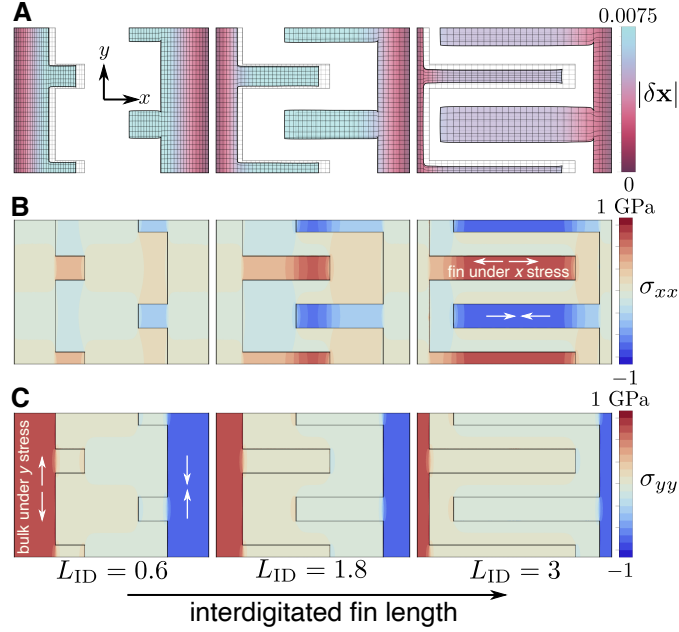 A
0.0075
y
x
|δx|
0
B
1 GPa
fin under x stress
σxx
−1
C
1 GPa
bulk under y stress
σyy
−1
LID = 0.6
LID = 1.8
LID = 3
interdigitated fin length